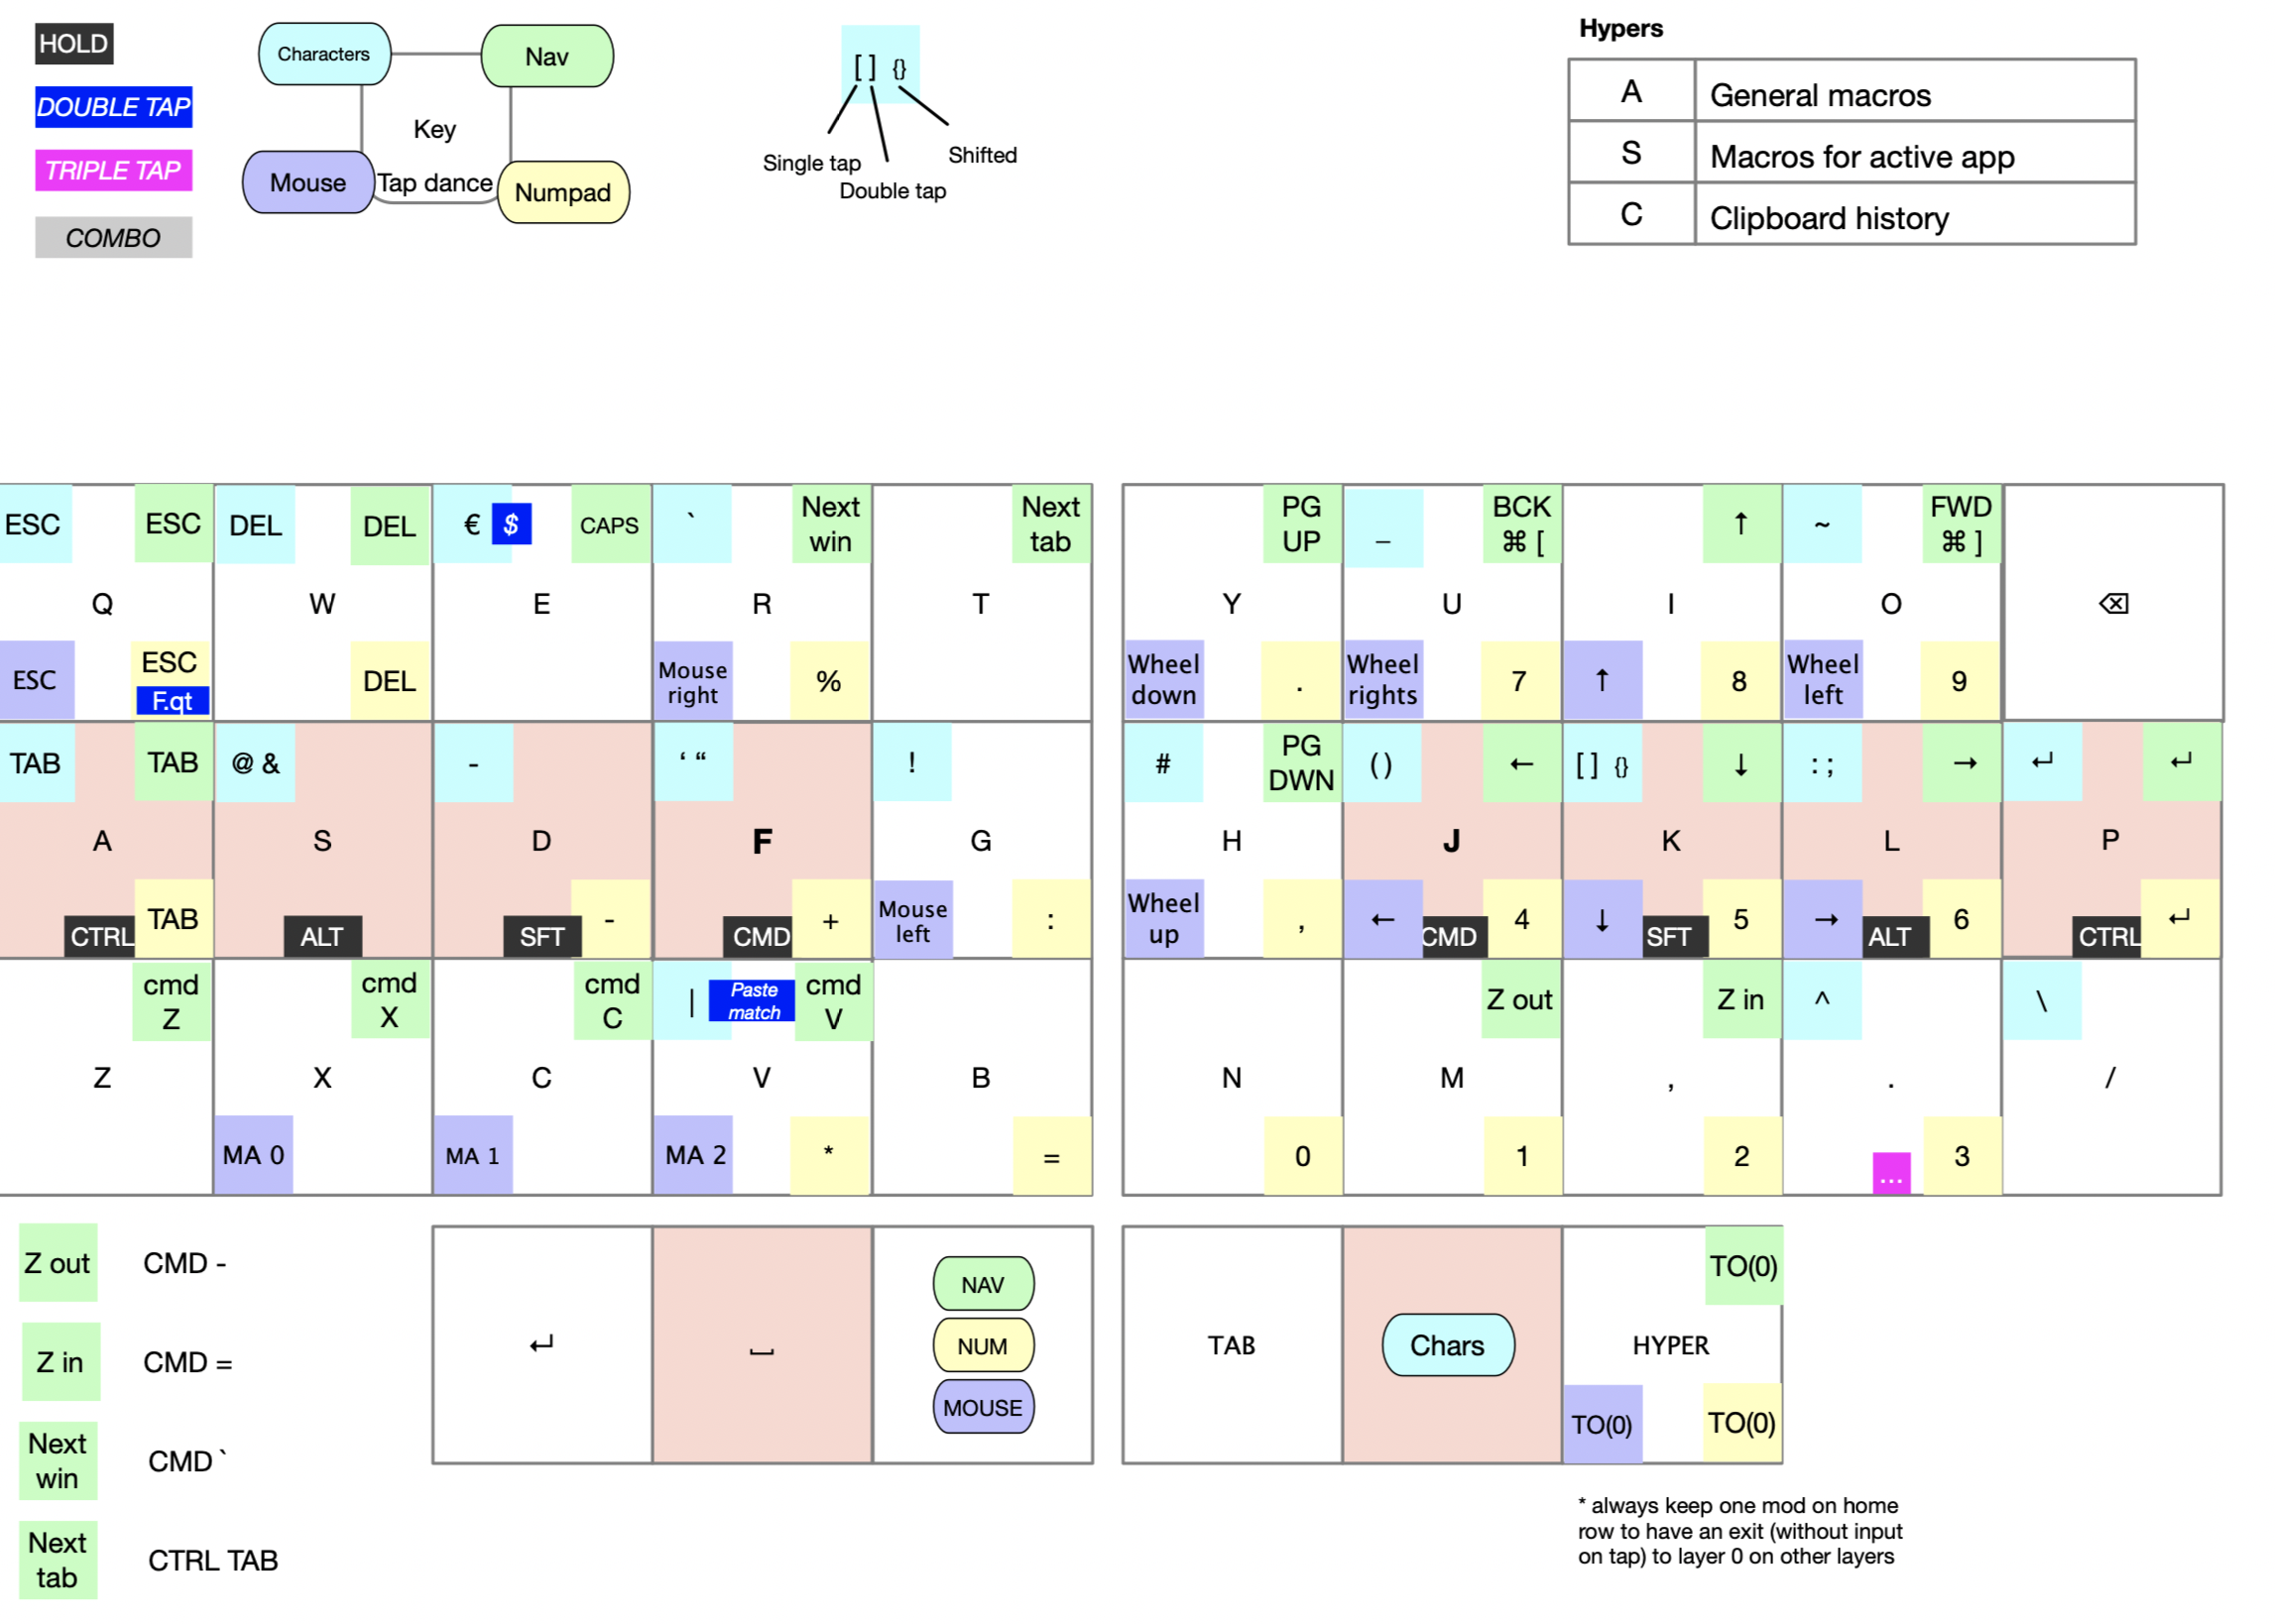 HOLD
DOUBLE TAP
TRIPLE TAP
COMBO
Characters
Nav
Key
Mouse
Tap dance
Numpad
[ ] {}
Single tap
Double tap
Shifted
Hypers
A General macros
S Macros for active app
C Clipboard history
ESC ESC
Q
ESC ESC
F.qt
DEL DEL
W
DEL
€ $ CAPS
E
` Next
win
R
Mouse
right %
Next
tab
T
PG
UP
Y
Wheel
down .
_ BCK
⌘ [
U
Wheel
rights 7
↑
I
↑ 8
~ FWD
⌘ ]
O
Wheel
left 9
⌫
TAB TAB
A
CTRL TAB
@ &
S
ALT
-
D
SFT -
‘ “
F
CMD +
!
G
Mouse
left :
# PG
DWN
H
Wheel
up ,
( ) ←
J
← CMD 4
[ ] {} ↓
K
↓ SFT 5
: ; →
L
→ ALT 6
↵ ↵
P
CTRL ↵
cmd
Z
Z
cmd
X
X
MA 0
cmd
C
C
MA 1
| Paste
match
cmd
V
V
MA 2 *
B
=
N
0
Z out
M
1
Z in
,
2
^
.
... 3
\
/
Z out CMD -
Z in CMD =
Next
win
CMD `
Next
tab
CTRL TAB
↵
⎵
NAV
NUM
MOUSE
TAB
Chars
TO(0)
HYPER
TO(0) TO(0)
* always keep one mod on home
row to have an exit (without input
on tap) to layer 0 on other layers